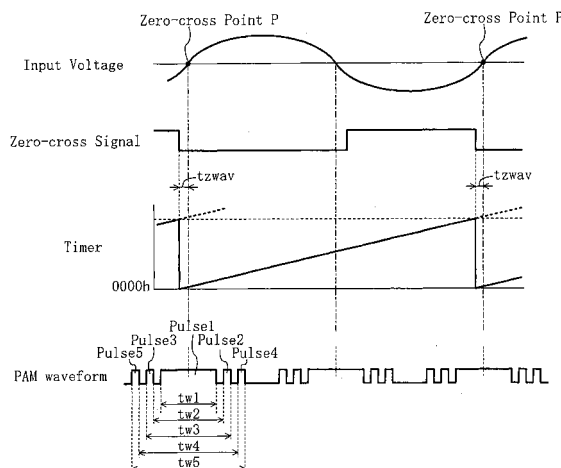 Zero-cross Point P
Zero-cross Point P
Input Voltage
Zero-cross Signal
tzwav
tzwav
Timer
0000h
Pulse1
Pulse3
Pulse2
Pulse5
Pulse4
PAM waveform
tw1
tw2
tw3
tw4
tw5